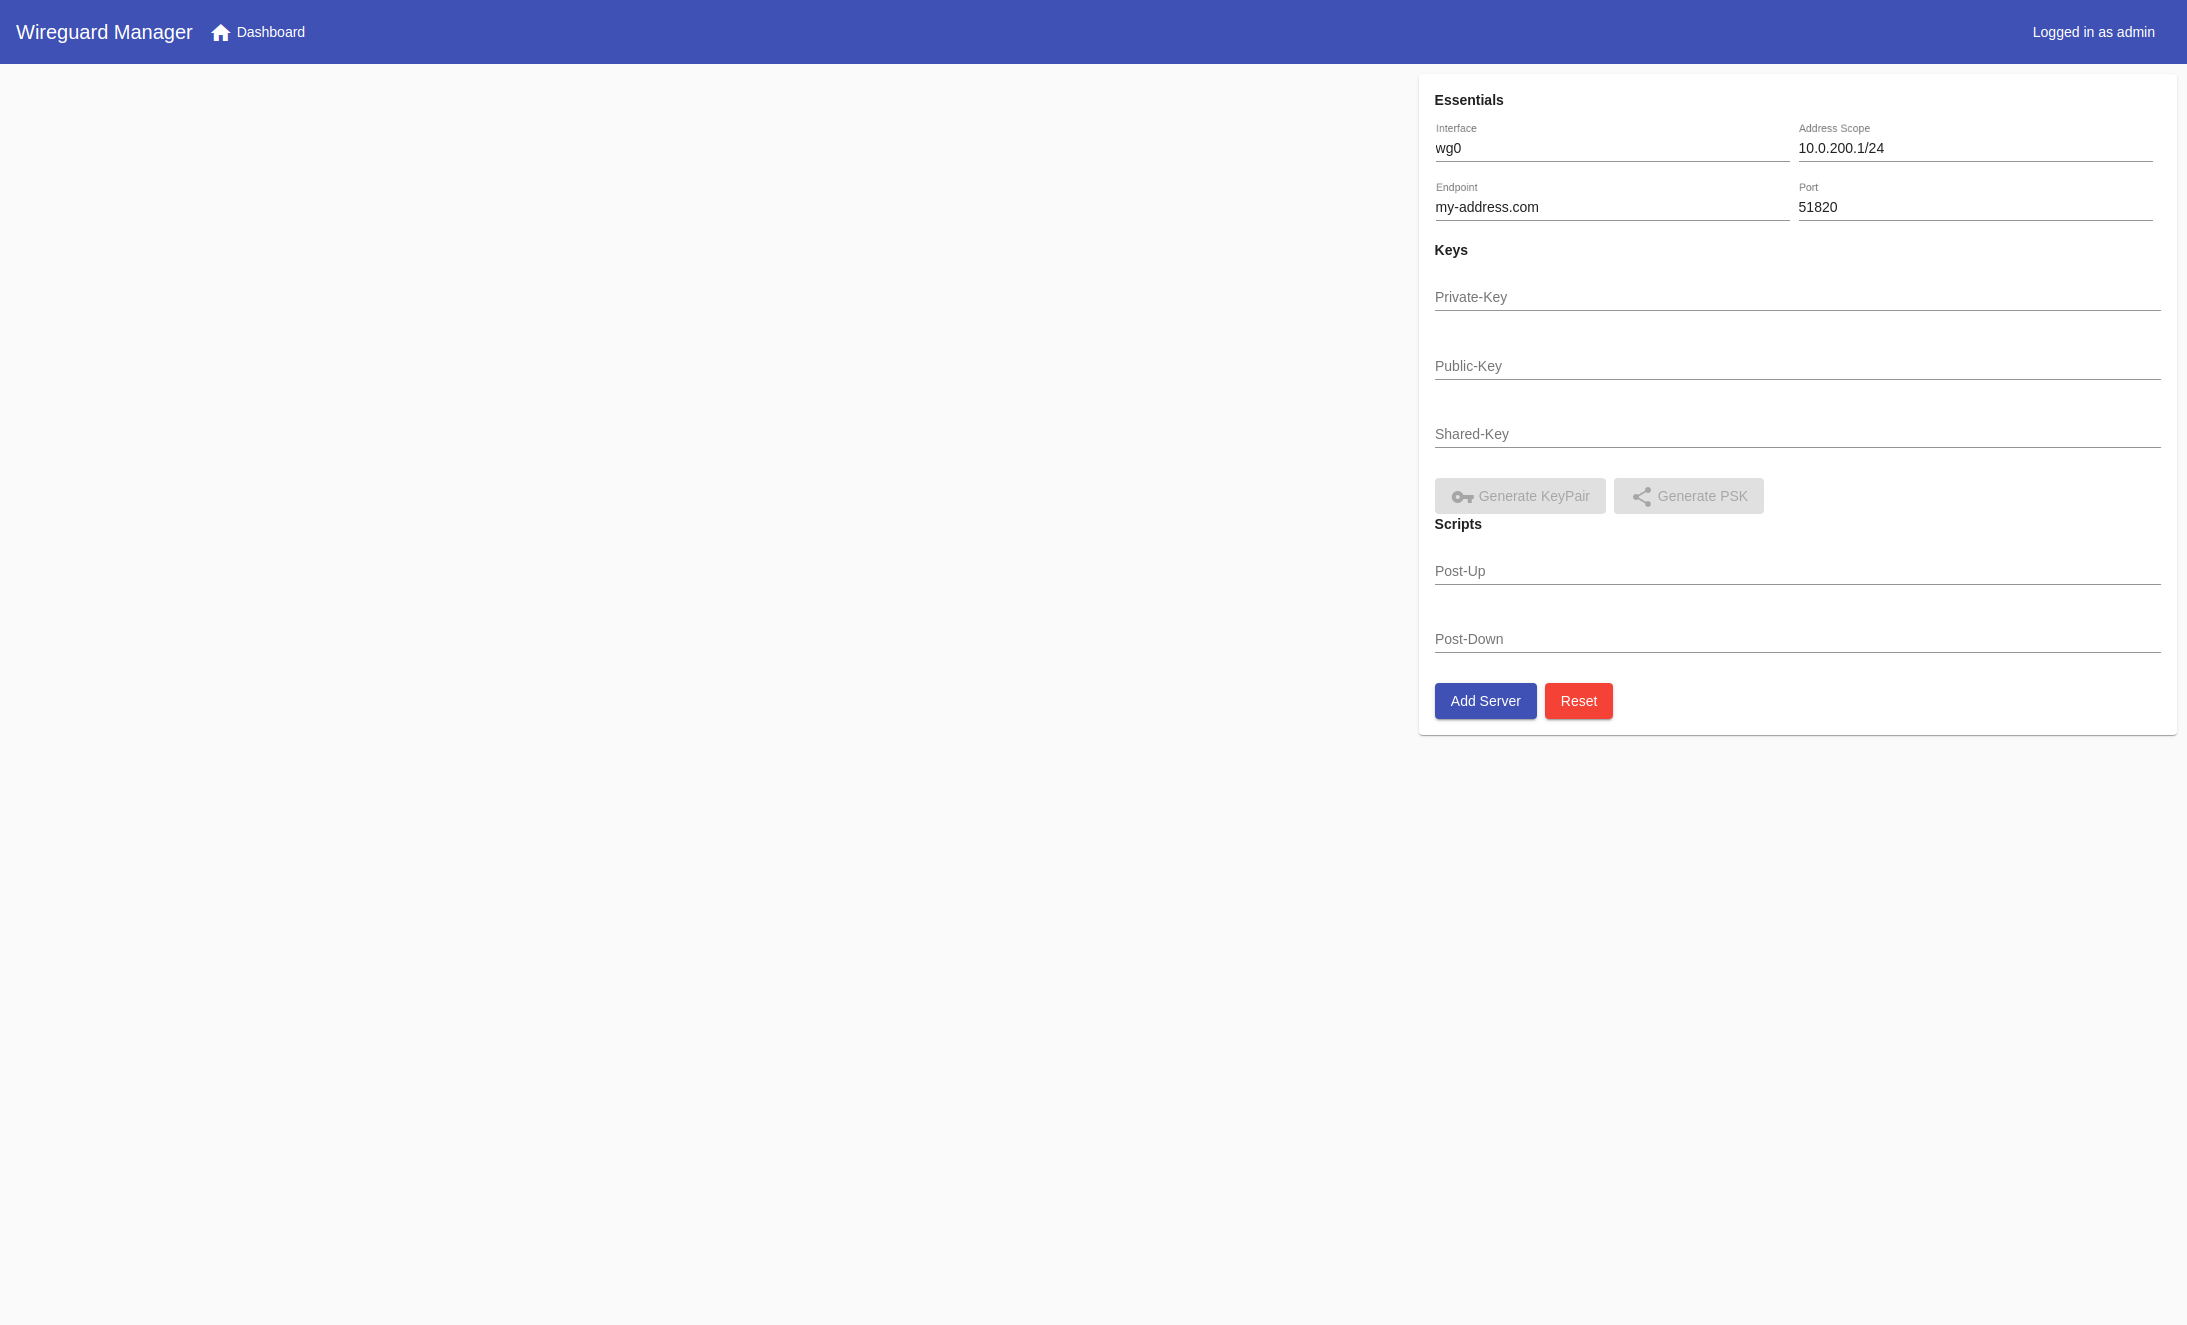 Wireguard Manager Dashboard Logged in as admin
Essentials
Interface Address Scope
wg0 10.0.200.1/24
Endpoint Port
my-address.com 51820
Keys
Private-Key
Public-Key
Shared-Key
Generate KeyPair Generate PSK
Scripts
Post-Up
Post-Down
Add Server Reset